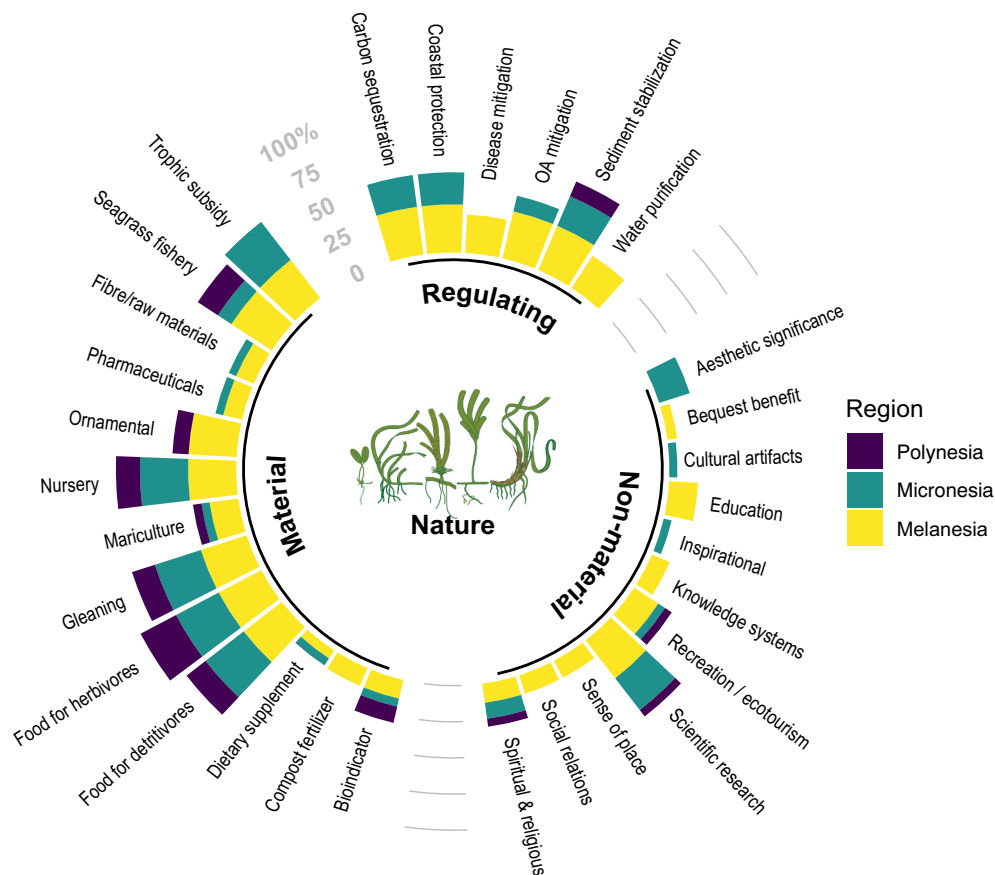 Carbon sequestration
Coastal protection
Disease mitigation
OA mitigation
Sediment stabilization
Water purification
100%
75
50
25
0
Regulating
Trophic subsidy
Seagrass fishery
Fibre/raw materials
Pharmaceuticals
Ornamental
Nursery
Mariculture
Gleaning
Food for herbivores
Food for detritivores
Dietary supplement
Compost fertilizer
Bioindicator
Material
Nature
Non-material
Aesthetic significance
Bequest benefit
Cultural artifacts
Education
Inspirational
Knowledge systems
Recreation / ecotourism
Scientific research
Sense of place
Social relations
Spiritual & religious
Region
Polynesia
Micronesia
Melanesia